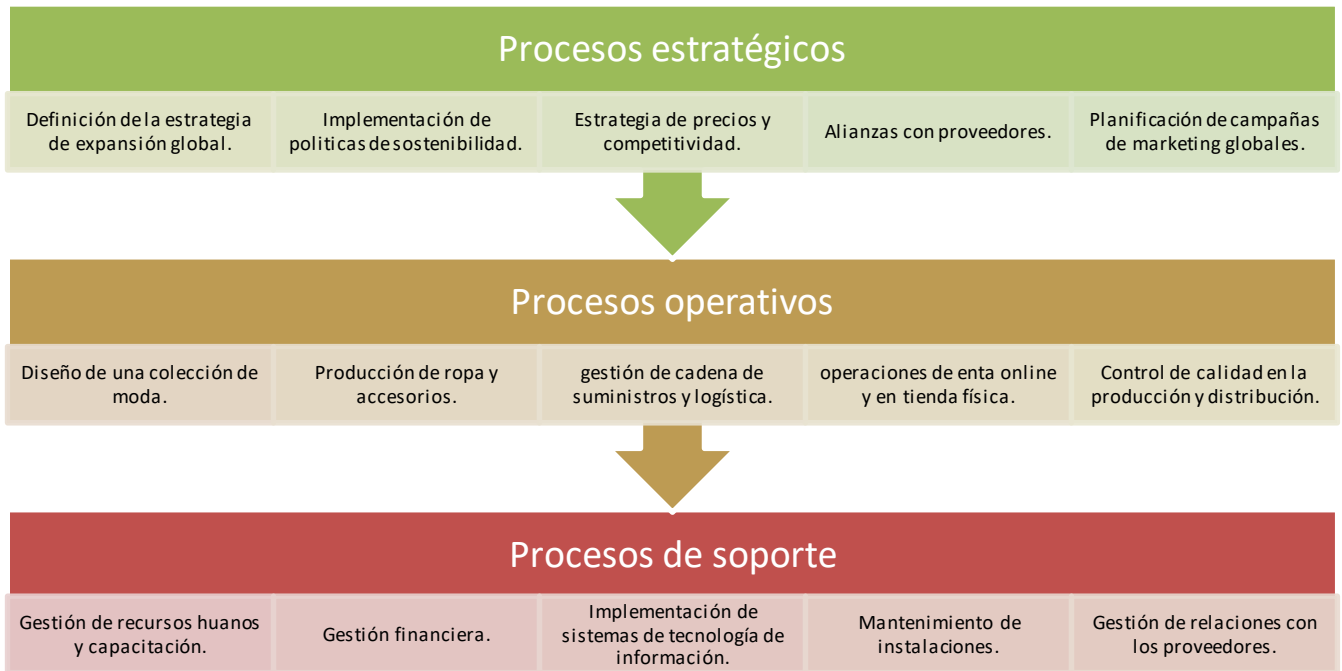 Procesos estratégicos
Definición de la estrategia
de expansión global.
Implementación de
politicas de sostenibilidad.
Estrategia de precios y
competitividad.
Alianzas con proveedores.
Planificación de campañas
de marketing globales.
Procesos operativos
Diseño de una colección de
moda.
Producción de ropa y
accesorios.
gestión de cadena de
suministros y logística.
operaciones de enta online
y en tienda física.
Control de calidad en la
producción y distribución.
Procesos de soporte
Gestión de recursos huanos
y capacitación.
Gestión financiera.
Implementación de
sistemas de tecnología de
información.
Mantenimiento de
instalaciones.
Gestión de relaciones con
los proveedores.